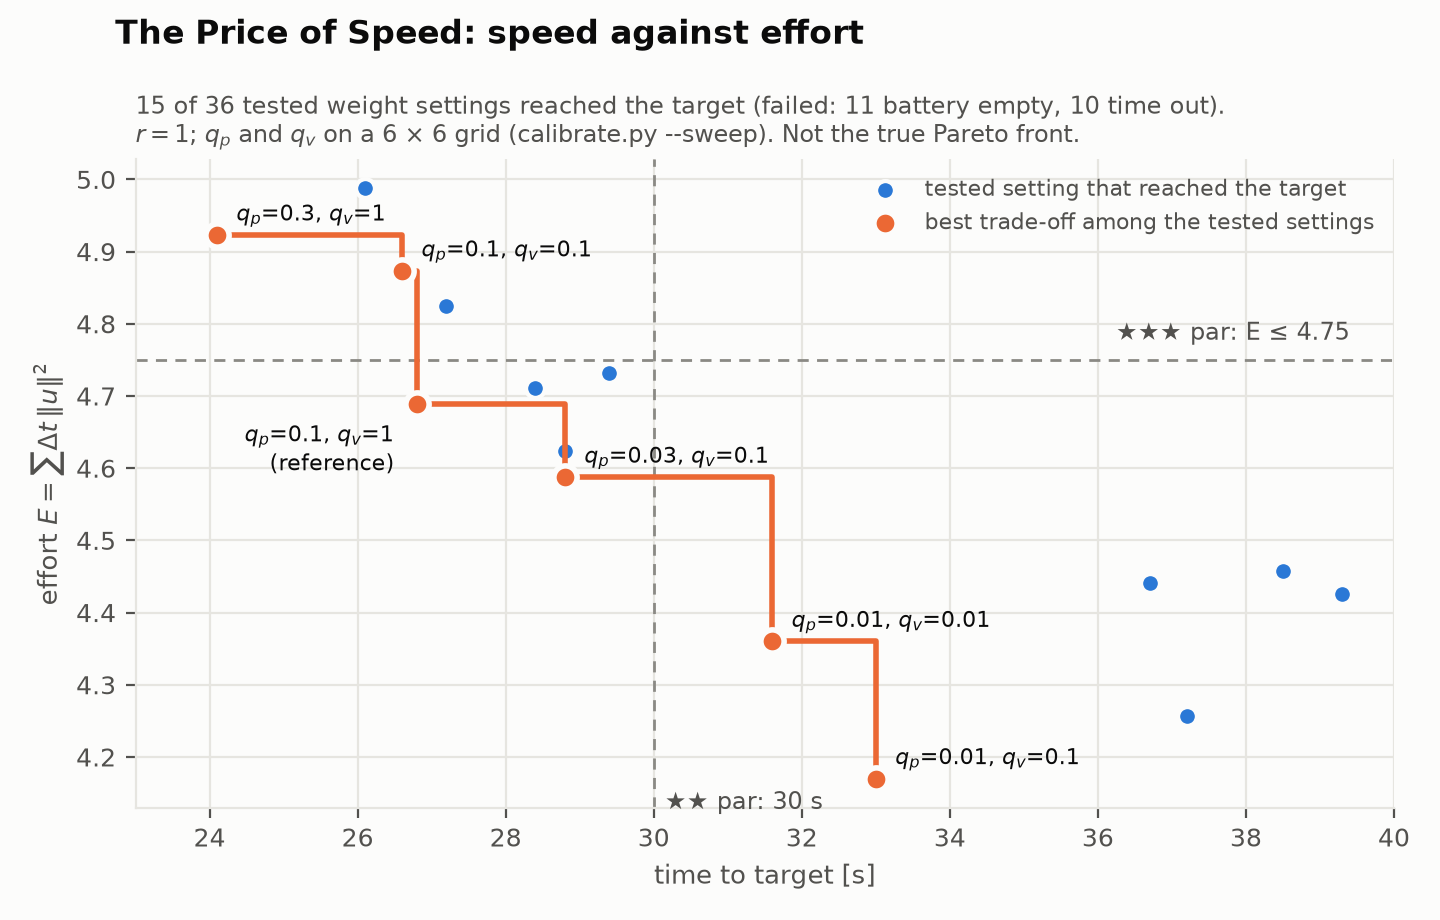 The Price of Speed: speed against effort
15 of 36 tested weight settings reached the target (failed: 11 battery empty, 10 time out).
r = 1; qₚ and qᵥ on a 6 × 6 grid (calibrate.py --sweep). Not the true Pareto front.
tested setting that reached the target
best trade-off among the tested settings
qₚ=0.3, qᵥ=1
qₚ=0.1, qᵥ=0.1
★★★ par: E ≤ 4.75
qₚ=0.1, qᵥ=1
(reference)
qₚ=0.03, qᵥ=0.1
qₚ=0.01, qᵥ=0.01
qₚ=0.01, qᵥ=0.1
★★ par: 30 s
5.0
4.9
4.8
4.7
4.6
4.5
4.4
4.3
4.2
effort E = ∑Δt‖u‖²
24 26 28 30 32 34 36 38 40
time to target [s]